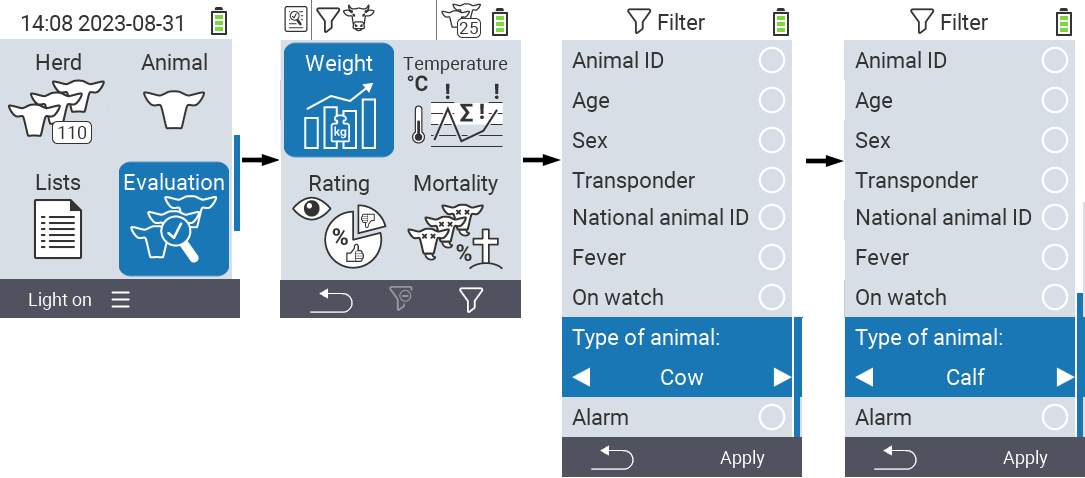 14:08 2023-08-31
Herd
Animal
110
Lists
Evaluation
Light on
25
Weight
Temperature
kg
°C
! Σ ! !
Rating
Mortality
%
%
Filter
Animal ID
Age
Sex
Transponder
National animal ID
Fever
On watch
Type of animal:
Cow
Alarm
Apply
Filter
Animal ID
Age
Sex
Transponder
National animal ID
Fever
On watch
Type of animal:
Calf
Alarm
Apply